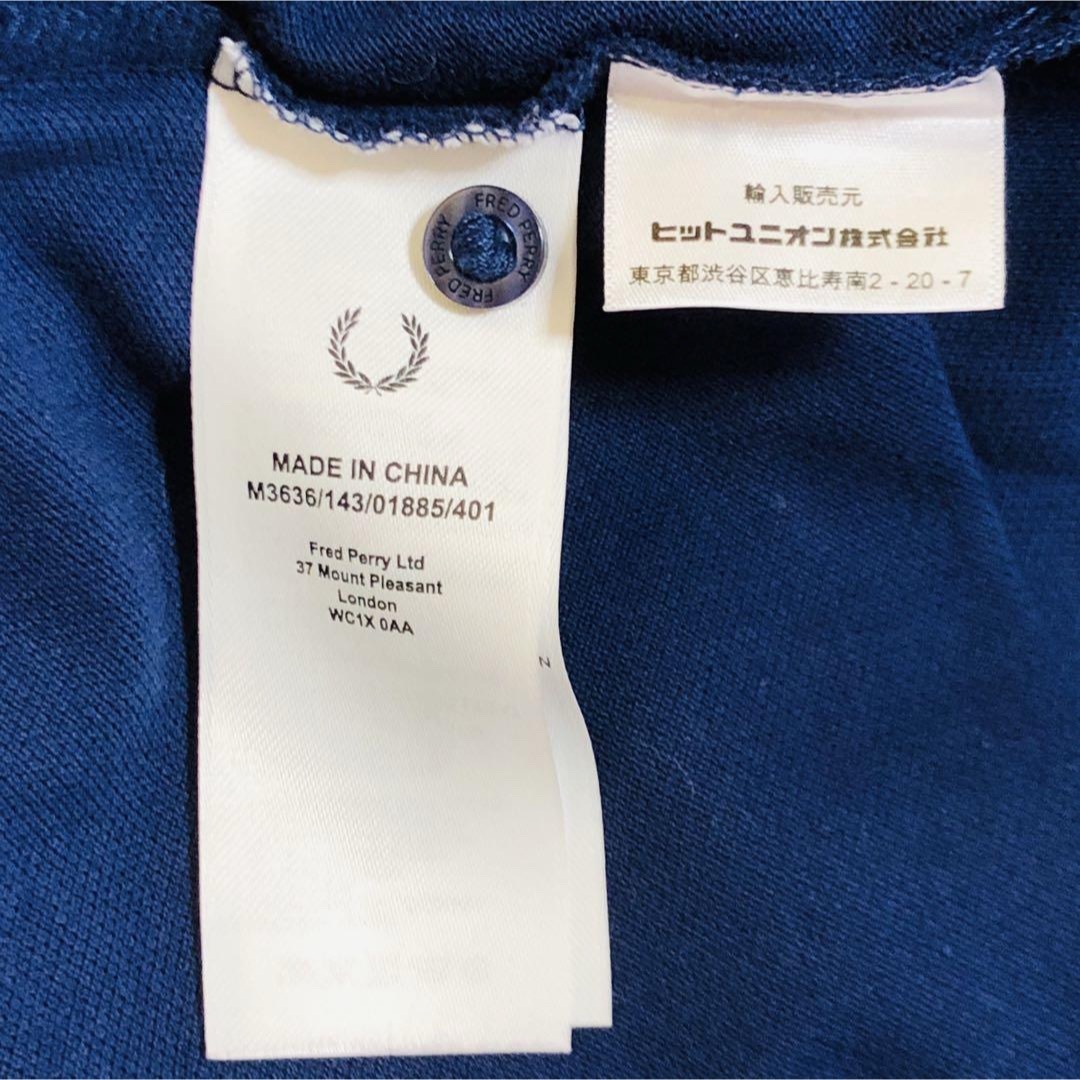 FRED PERRY
FRED PERRY
MADE IN CHINA
M3636/143/01885/401
Fred Perry Ltd
37 Mount Pleasant
London
WC1X 0AA
z
輸入販売元
ヒットユニオン株式会社
東京都渋谷区恵比寿南2-20-7